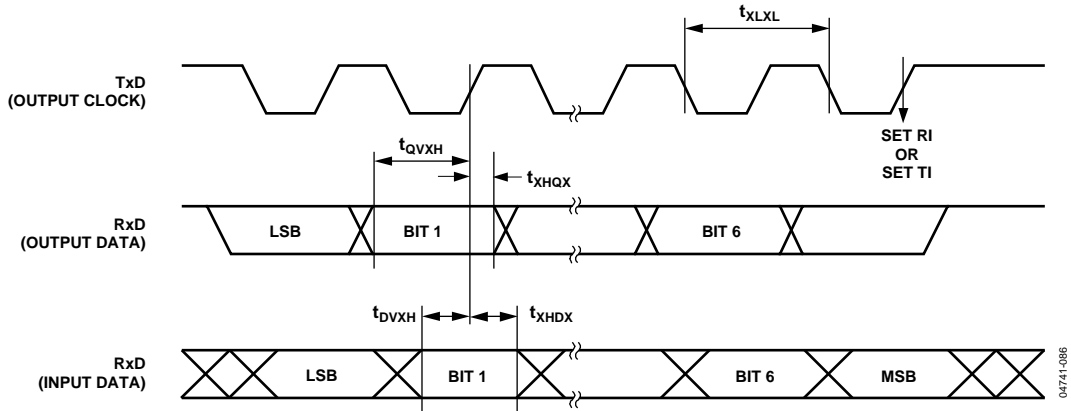 tXLXL
TxD
(OUTPUT CLOCK)
SET RI
OR
SET TI
tQVXH
tXHQX
RxD
(OUTPUT DATA)
LSB
BIT 1
BIT 6
tDVXH
tXHDX
RxD
(INPUT DATA)
LSB
BIT 1
BIT 6
MSB
04741-086